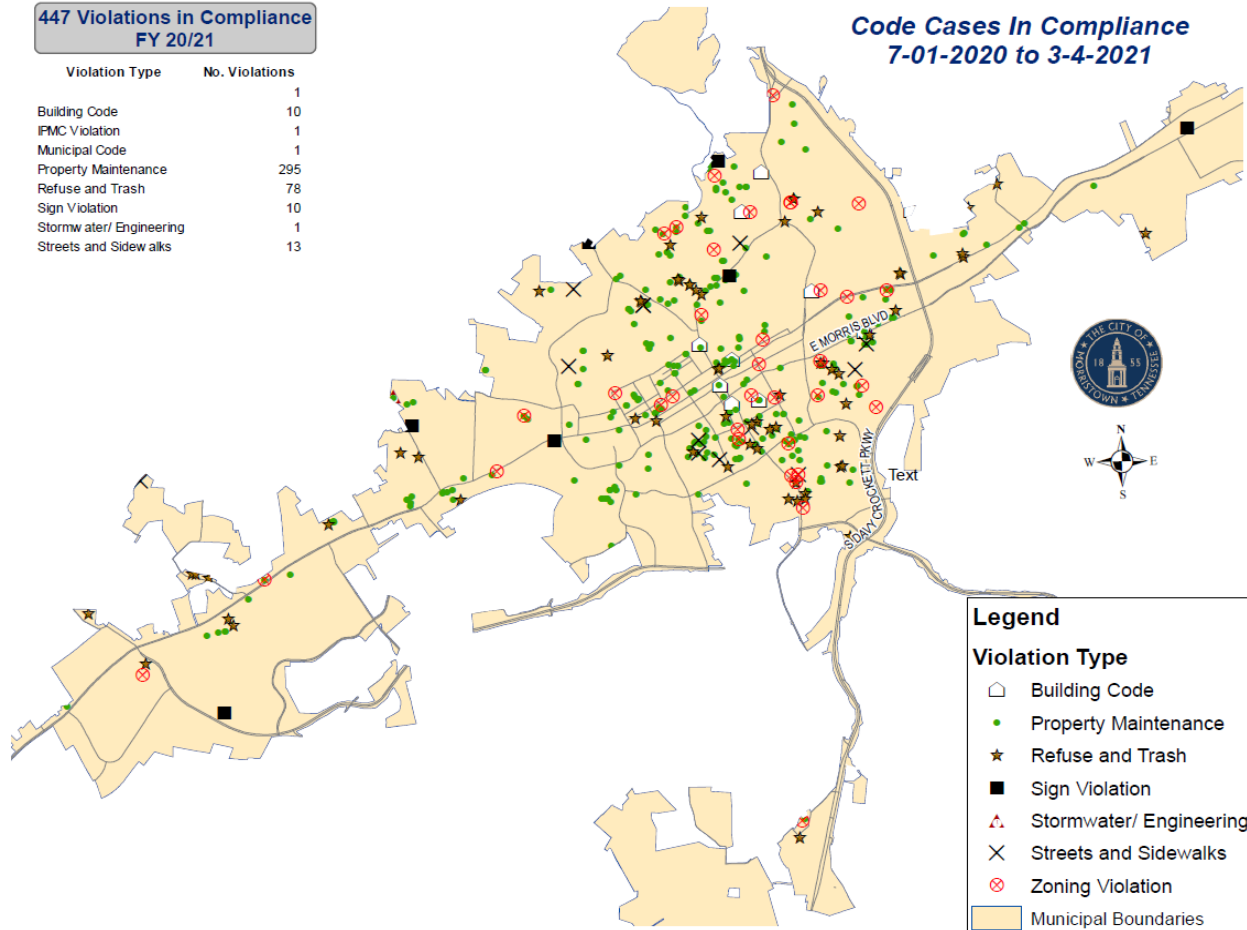 447 Violations in Compliance
FY 20/21
Code Cases In Compliance
7-01-2020 to 3-4-2021
Violation Type No. Violations
1
Building Code 10
IPMC Violation 1
Municipal Code 1
Property Maintenance 295
Refuse and Trash 78
Sign Violation 10
Stormwater/ Engineering 1
Streets and Sidewalks 13
E MORRIS BLVD
THE CITY OF
MORRISTOWN
TENNESSEE
18 55
N
W E
S
Text
S DAVY CROCKETT-PKWY
Legend
Violation Type
Building Code
Property Maintenance
Refuse and Trash
Sign Violation
Stormwater/ Engineering
Streets and Sidewalks
Zoning Violation
Municipal Boundaries